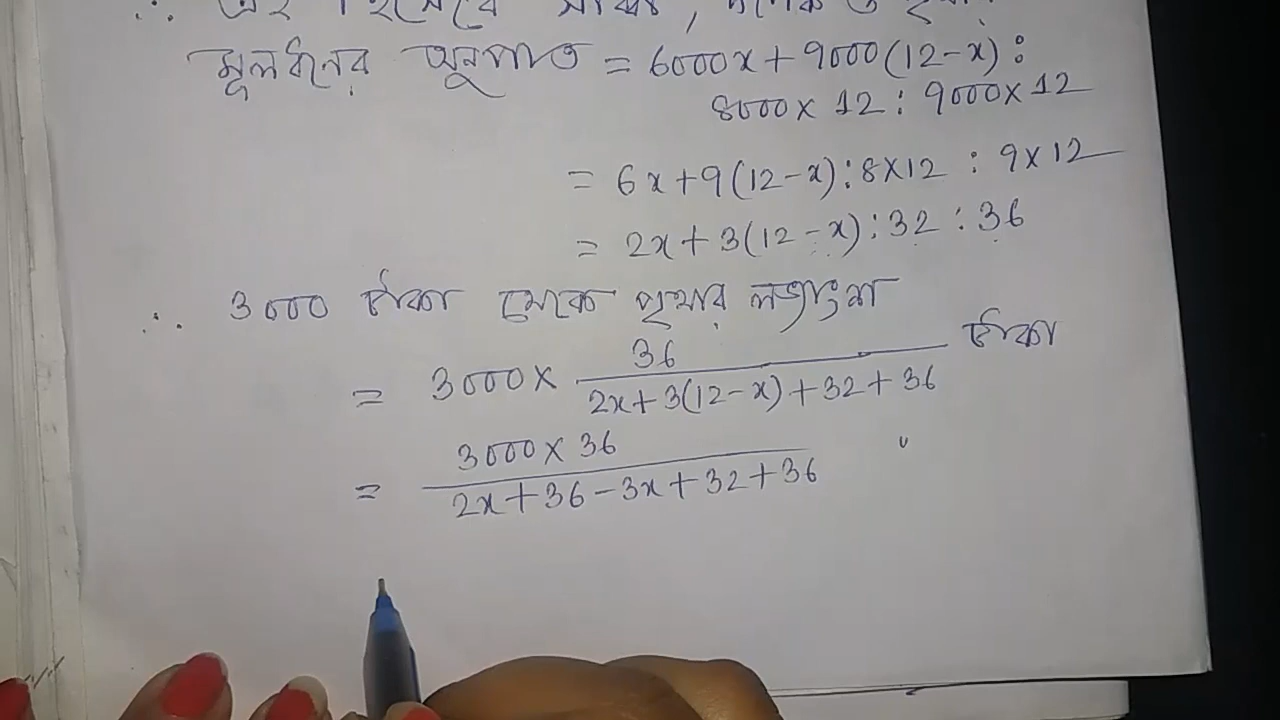 মূলধনের অনুপাত = 6000x + 9000(12-x) :
8000 × 12 : 9000 × 12
= 6x + 9(12-x) : 8×12 : 9×12
= 2x + 3(12-x) : 32 : 36
∴ 3000 টাকা থেকে পৃথার লভ্যাংশ
= 3000 × 36 / 2x + 3(12-x) + 32 + 36 টাকা
= 3000 × 36 / 2x + 36 - 3x + 32 + 36 "